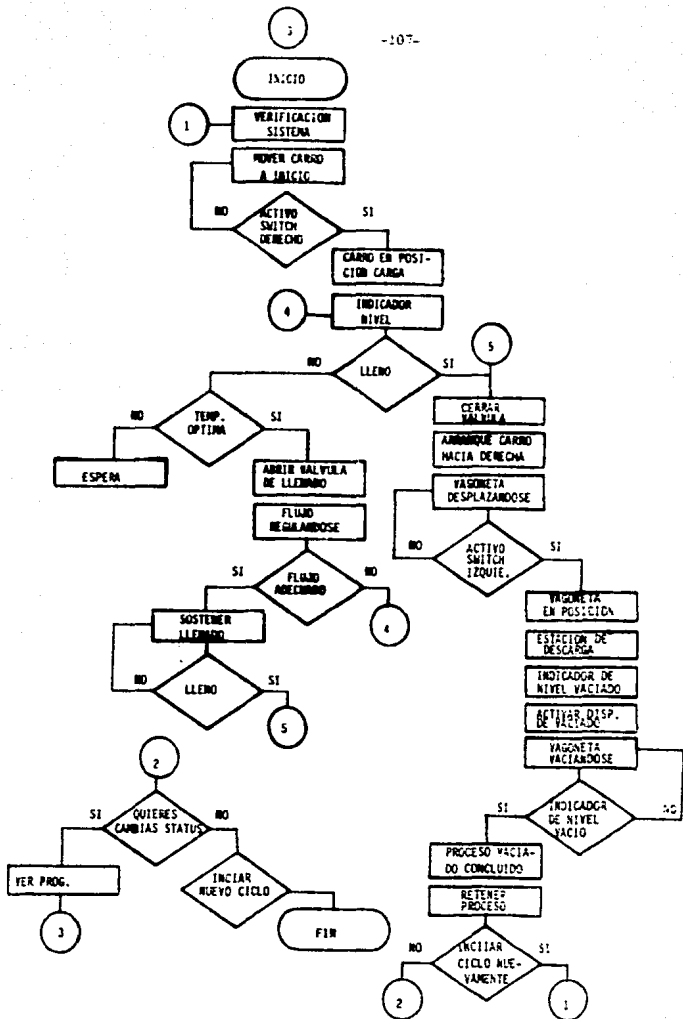 3
-107-
INICIO
1
VERIFICACION
SISTEMA
MOVER CARRO
A INICIO
NO
ACTIVO
SWITCH
DERECHO
SI
CARRO EN POSI-
CION CARGA
4
INDICADOR
NIVEL
5
NO
LLENO
SI
NO
TEMP.
OPTIMA
SI
CERRAR
VALVULA
ARRANQUE CARRO
HACIA DERECHA
ESPERA
ABRIR VALVULA
DE LLENADO
VAGONETA
DESPLAZANDOSE
FLUJO
REGULANDOSE
NO
ACTIVO
SWITCH
IZQUIE.
SI
SI
FLUJO
ADECUADO
NO
VAGONETA
EN POSICION
SOSTENER
LLENADO
4
ESTACION DE
DESCARGA
NO
LLENO
SI
INDICADOR DE
NIVEL VACIADO
5
ACTIVAR DISP.
DE VACIADO
VAGONETA
VACIANDOSE
2
SI
QUIERES
CAMBIAS STATUS
NO
SI
INDICADOR
DE NIVEL
VACIO
NO
VER PROG.
INCIAR
NUEVO CICLO
PROCESO VACIA-
DO CONCLUIDO
RETENER
PROCESO
3
FIN
NO
INCIIAR
CICLO NUE-
VAMENTE
SI
2
1